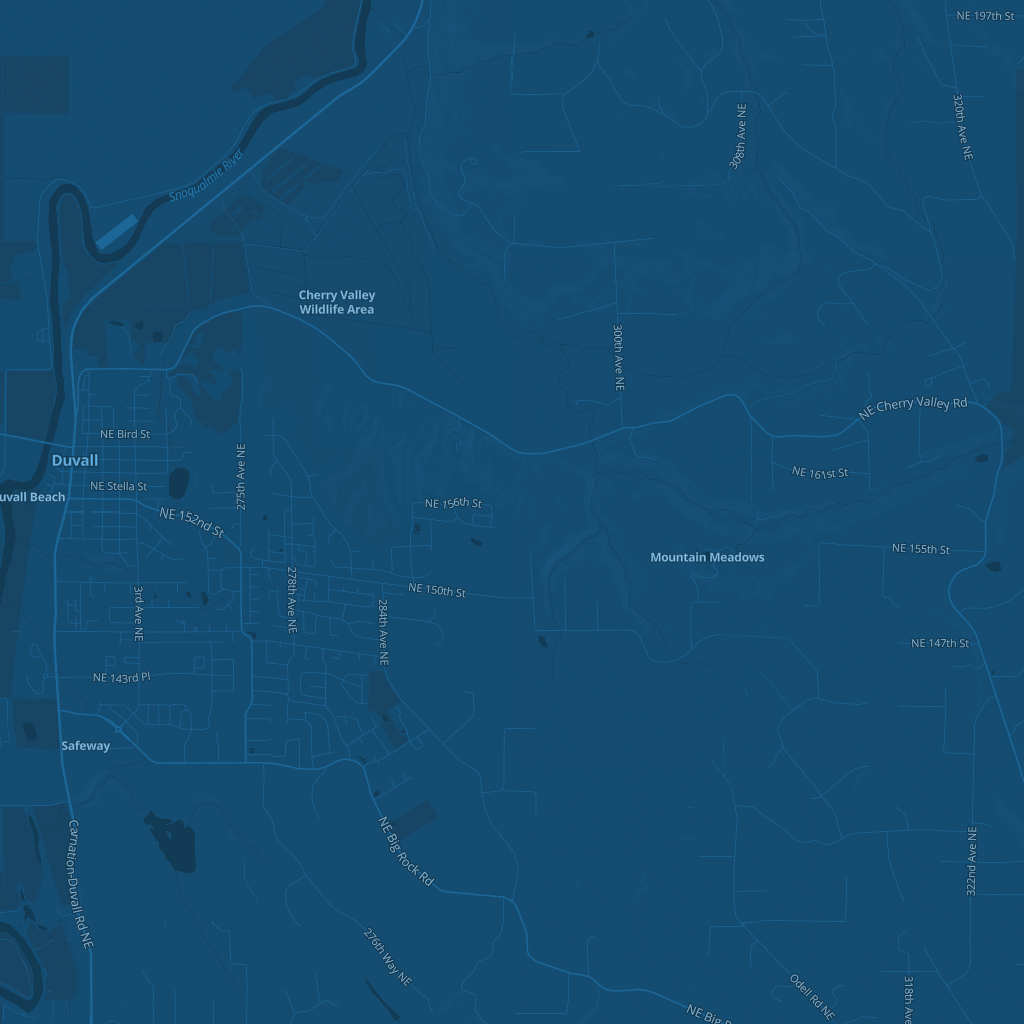 NE 197th St
320th Ave NE
308th Ave NE
Snoqualmie River
Cherry Valley
Wildlife Area
300th Ave NE
NE Cherry Valley Rd
NE Bird St
Duvall
275th Ave NE
NE 161st St
NE Stella St
uvall Beach
NE 156th St
NE 152nd St
NE 155th St
Mountain Meadows
278th Ave NE
NE 150th St
3rd Ave NE
284th Ave NE
NE 147th St
NE 143rd Pl
Safeway
Carnation-Duvall Rd NE
NE Big Rock Rd
322nd Ave NE
276th Way NE
Odell Rd NE
318th Ave
NE Big